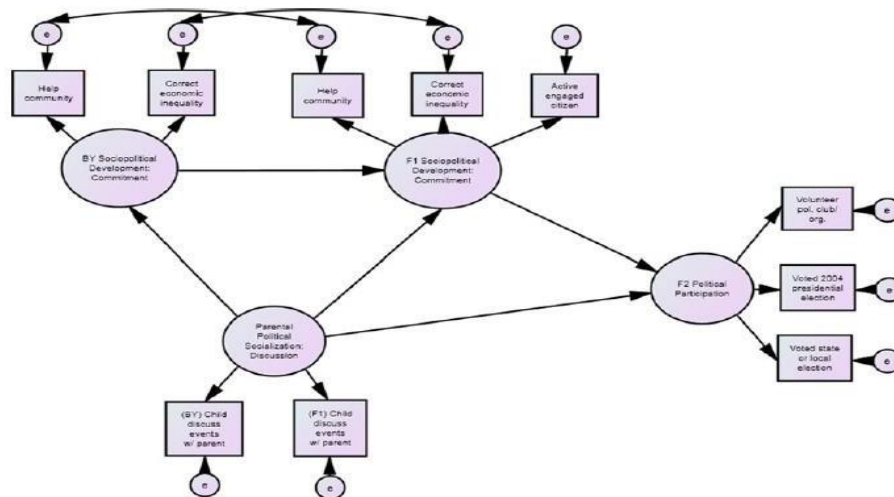 e
e
e
e
e
Help
community
Correct
economic
inequality
Help
community
Correct
economic
inequality
Active
engaged
citizen
BY Sociopolitical
Development:
Commitment
F1 Sociopolitical
Development:
Commitment
Volunteer
pol. club/
org.
e
F2 Political
Participation
Voted 2004
presidential
election
e
Parental
Political
Socialization:
Discussion
Voted state
or local
election
e
(BY) Child
discuss
events
w/ parent
(F1) Child
discuss
events
w/ parent
e
e